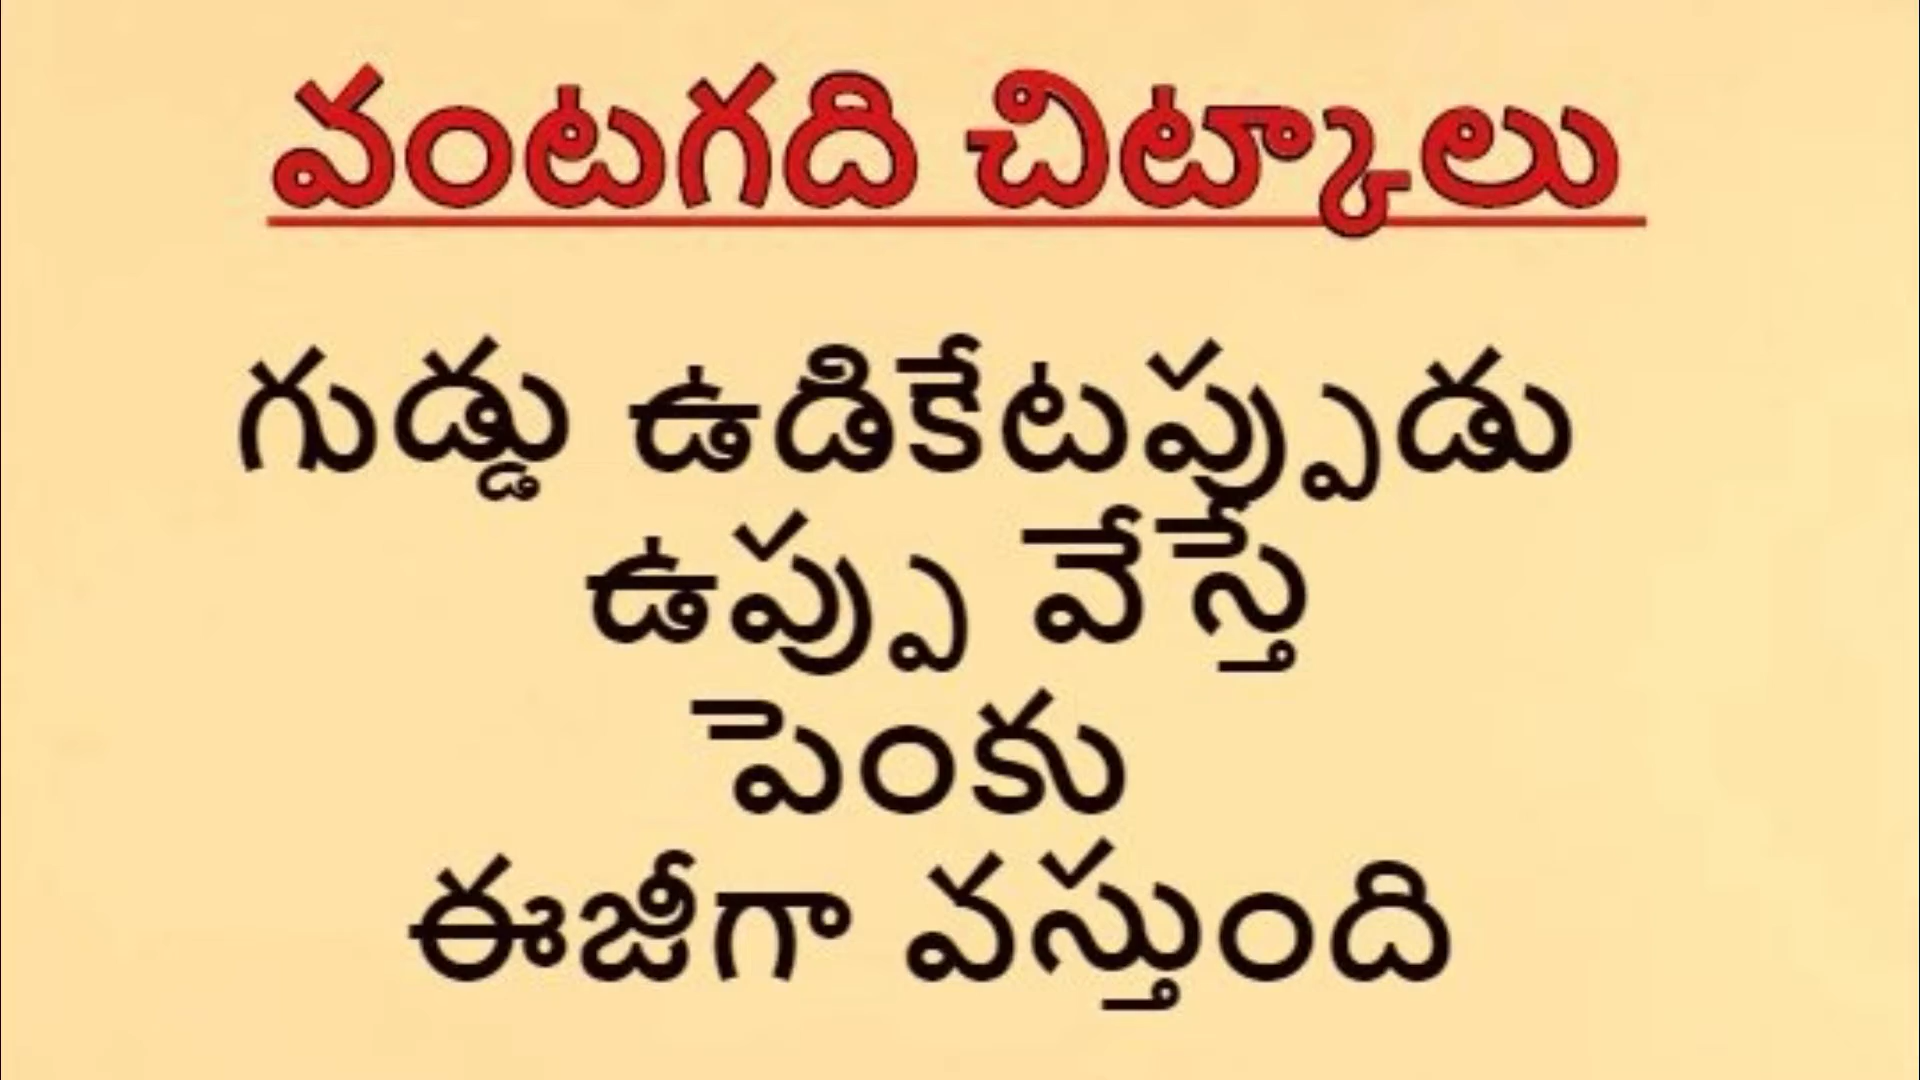 వంటగది చిట్కాలు
గుడ్డు ఉడికేటప్పుడు
ఉప్పు వేస్తే
పెంకు
ఈజీగా వస్తుంది